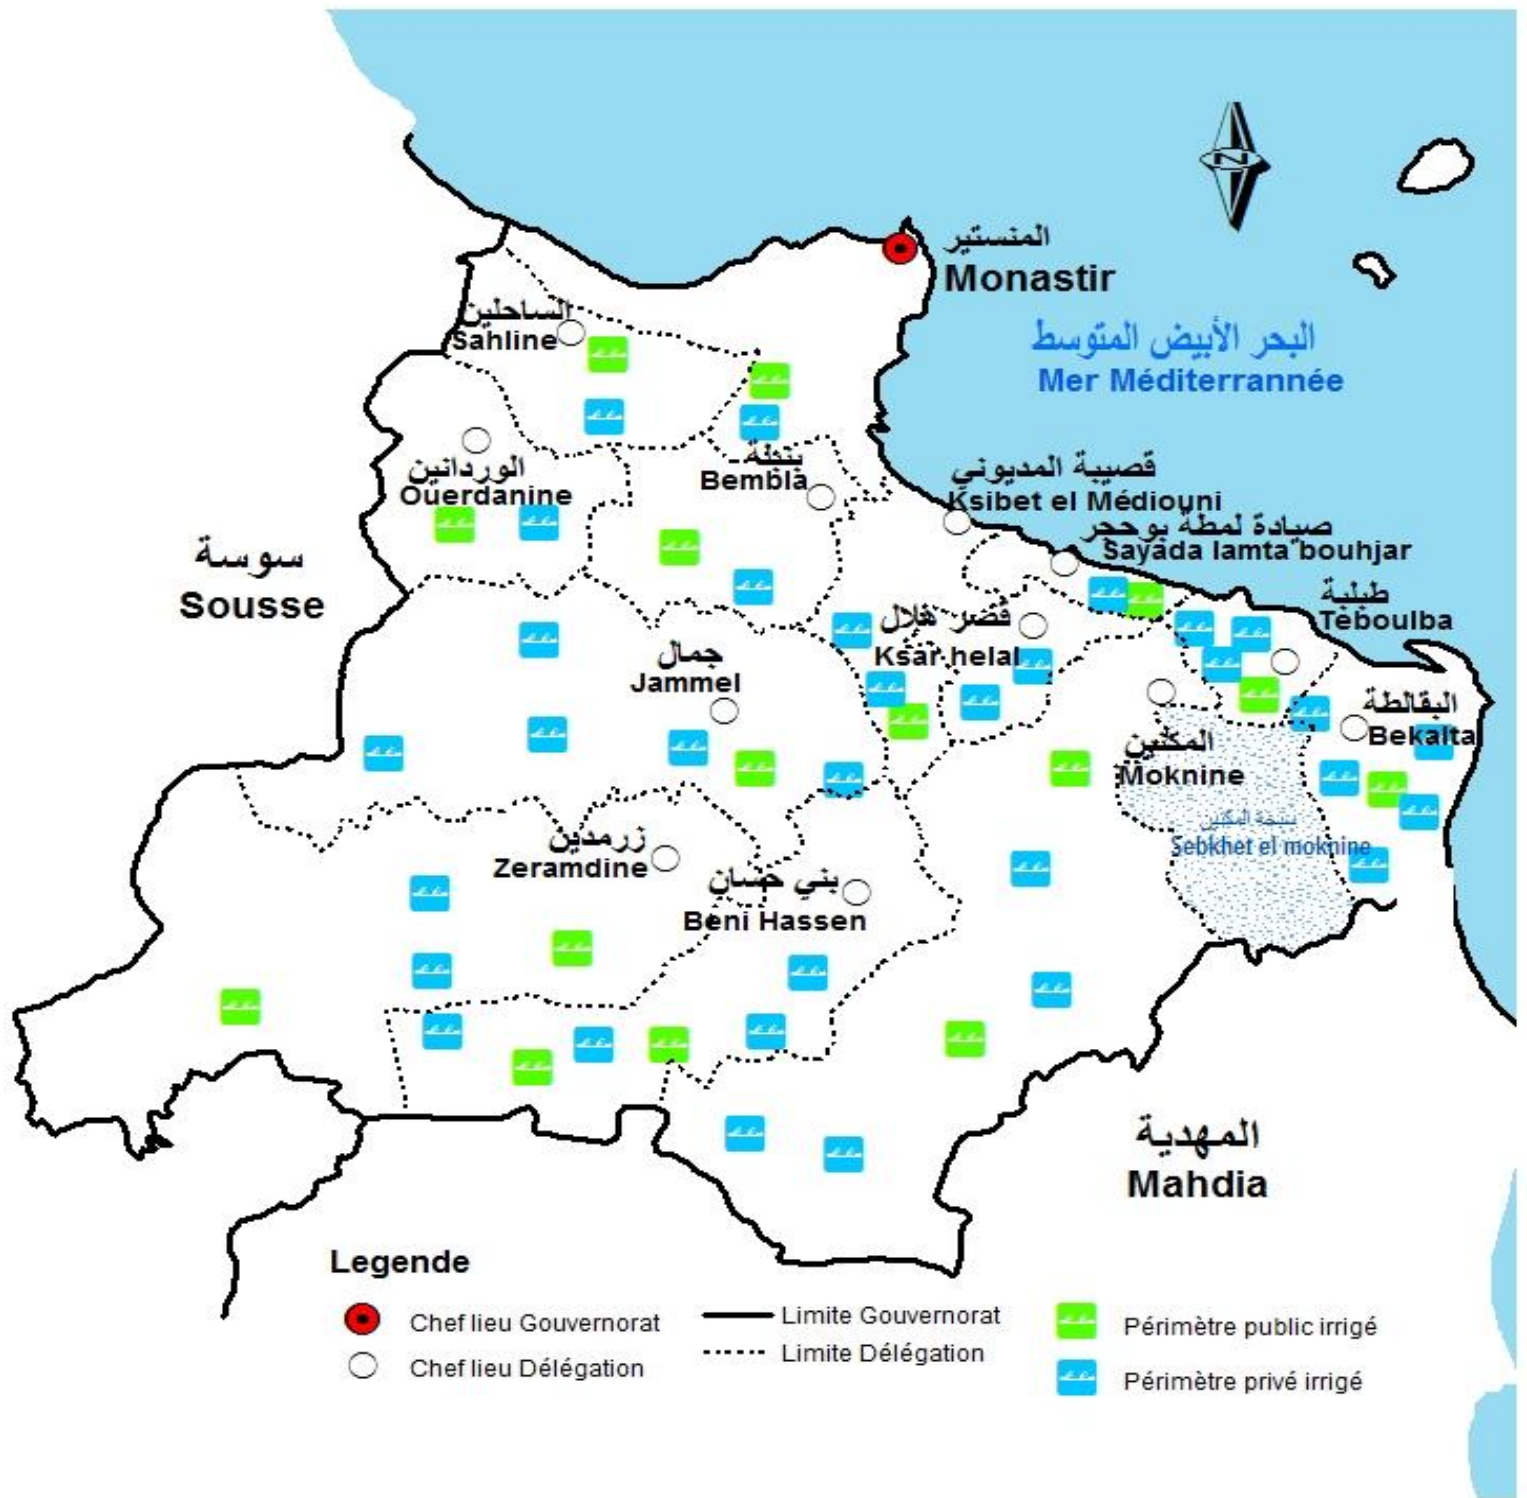 N
المنستير
Monastir
الساحلين
Sahline
البحر الأبيض المتوسط
Mer Méditerrannée
الوردانين
Ouerdanine
بنبلة
Bembla
قصيبة المديوني
Ksibet el Médiouni
صيادة لمطة بوحجر
Sayada lamta bouhjar
سوسة
Sousse
طبلبة
Teboulba
قصر هلال
Ksar helal
جمال
Jammel
البقالطة
Bekalta
المكنين
Moknine
سبخة المكنين
Sebkhet el moknine
زرمدين
Zeramdine
بني حسان
Beni Hassen
المهدية
Mahdia
Legende
Chef lieu Gouvernorat
Chef lieu Délégation
Limite Gouvernorat
Limite Délégation
Périmètre public irrigé
Périmètre privé irrigé